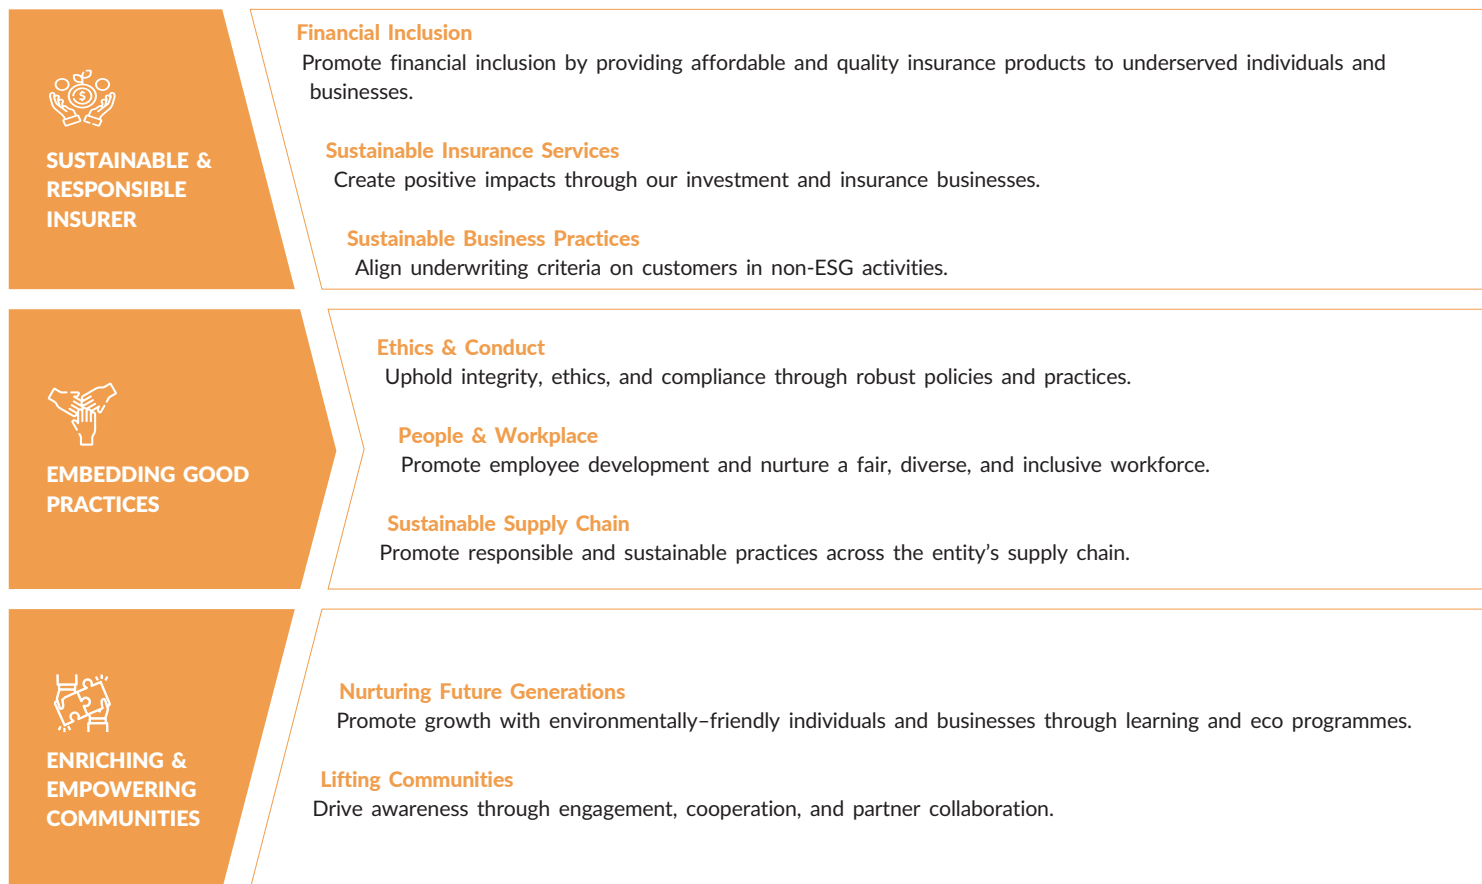 SUSTAINABLE &
RESPONSIBLE
INSURER
Financial Inclusion
Promote financial inclusion by providing affordable and quality insurance products to underserved individuals and
businesses.
Sustainable Insurance Services
Create positive impacts through our investment and insurance businesses.
Sustainable Business Practices
Align underwriting criteria on customers in non-ESG activities.
EMBEDDING GOOD
PRACTICES
Ethics & Conduct
Uphold integrity, ethics, and compliance through robust policies and practices.
People & Workplace
Promote employee development and nurture a fair, diverse, and inclusive workforce.
Sustainable Supply Chain
Promote responsible and sustainable practices across the entity’s supply chain.
ENRICHING &
EMPOWERING
COMMUNITIES
Nurturing Future Generations
Promote growth with environmentally–friendly individuals and businesses through learning and eco programmes.
Lifting Communities
Drive awareness through engagement, cooperation, and partner collaboration.